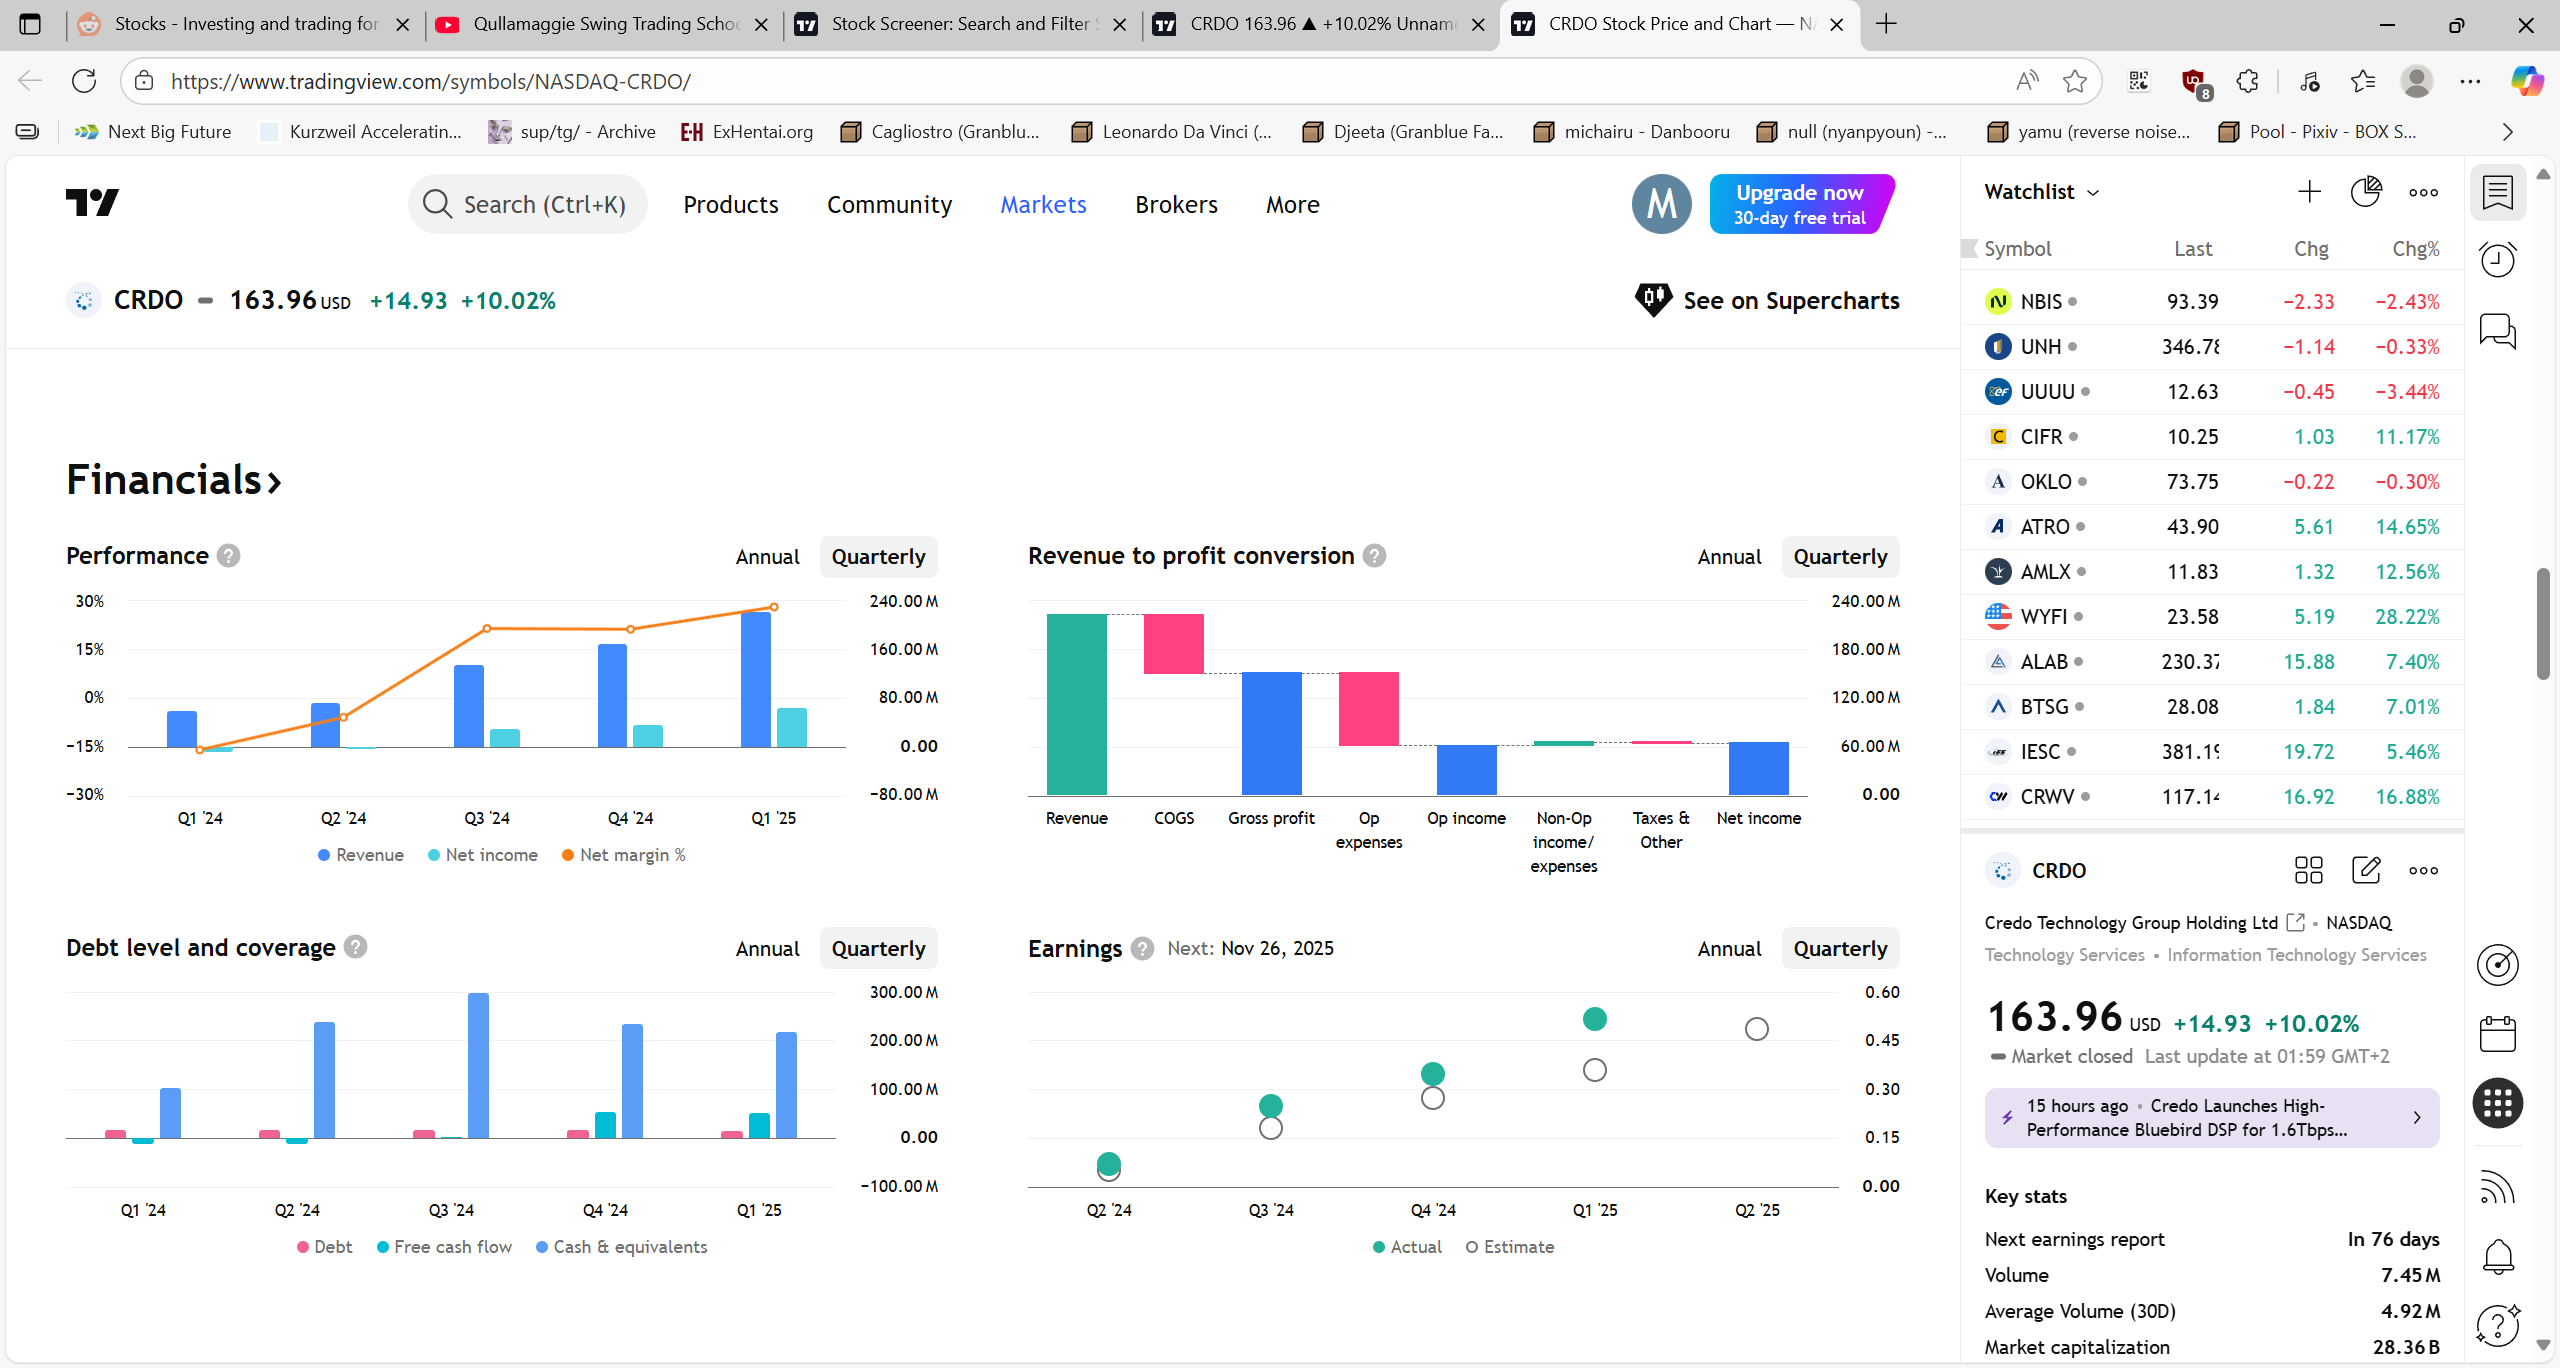 Stocks - Investing and trading for
Qullamaggie Swing Trading Schoo
Stock Screener: Search and Filter S
CRDO 163.96 ▲ +10.02% Unname
CRDO Stock Price and Chart — NA
https://www.tradingview.com/symbols/NASDAQ-CRDO/
8
Next Big Future
Kurzweil Acceleratin...
sup/tg/ - Archive
ExHentai.org
Cagliostro (Granblu...
Leonardo Da Vinci (...
Djeeta (Granblue Fa...
michairu - Danbooru
null (nyanpyoun) -...
yamu (reverse noise...
Pool - Pixiv - BOX S...
Search (Ctrl+K)
Products
Community
Markets
Brokers
More
M
Upgrade now
30-day free trial
CRDO 163.96 USD +14.93 +10.02%
See on Supercharts
Financials
Performance
Annual Quarterly
30%
15%
0%
−15%
−30%
240.00 M
160.00 M
80.00 M
0.00
−80.00 M
Q1 '24 Q2 '24 Q3 '24 Q4 '24 Q1 '25
Revenue Net income Net margin %
Revenue to profit conversion
Annual Quarterly
240.00 M
180.00 M
120.00 M
60.00 M
0.00
Revenue
COGS
Gross profit
Op
expenses
Op income
Non-Op
income/
expenses
Taxes &
Other
Net income
Debt level and coverage
Annual Quarterly
300.00 M
200.00 M
100.00 M
0.00
−100.00 M
Q1 '24 Q2 '24 Q3 '24 Q4 '24 Q1 '25
Debt Free cash flow Cash & equivalents
Earnings Next: Nov 26, 2025
Annual Quarterly
0.60
0.45
0.30
0.15
0.00
Q2 '24 Q3 '24 Q4 '24 Q1 '25 Q2 '25
Actual Estimate
Watchlist
Symbol Last Chg Chg%
NBIS 93.39 −2.33 −2.43%
UNH 346.78 −1.14 −0.33%
UUUU 12.63 −0.45 −3.44%
CIFR 10.25 1.03 11.17%
OKLO 73.75 −0.22 −0.30%
ATRO 43.90 5.61 14.65%
AMLX 11.83 1.32 12.56%
WYFI 23.58 5.19 28.22%
ALAB 230.37 15.88 7.40%
BTSG 28.08 1.84 7.01%
IESC 381.19 19.72 5.46%
CRWV 117.14 16.92 16.88%
CRDO
Credo Technology Group Holding Ltd • NASDAQ
Technology Services • Information Technology Services
163.96 USD +14.93 +10.02%
Market closed Last update at 01:59 GMT+2
15 hours ago • Credo Launches High-
Performance Bluebird DSP for 1.6Tbps...
Key stats
Next earnings report In 76 days
Volume 7.45 M
Average Volume (30D) 4.92 M
Market capitalization 28.36 B